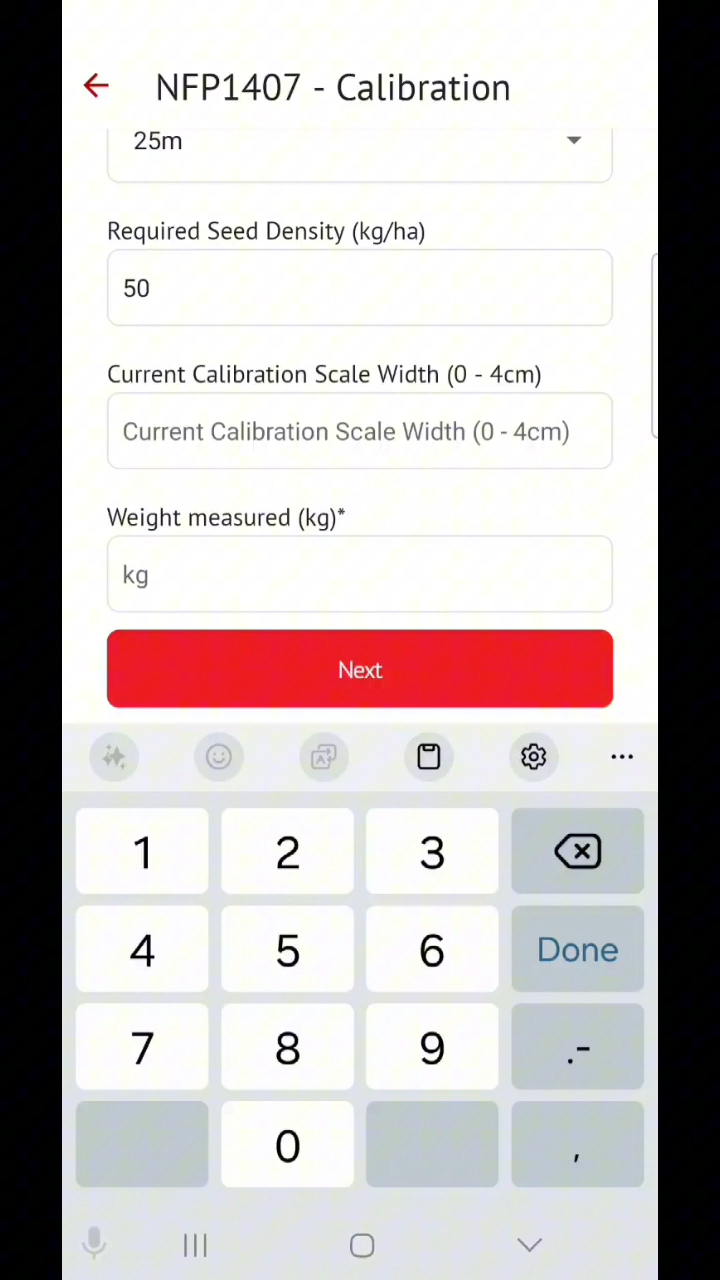 NFP1407 - Calibration
25m
Required Seed Density (kg/ha)
50
Current Calibration Scale Width (0 - 4cm)
Current Calibration Scale Width (0 - 4cm)
Weight measured (kg)*
kg
Next
1 2 3
4 5 6 Done
7 8 9 .-
0 ,